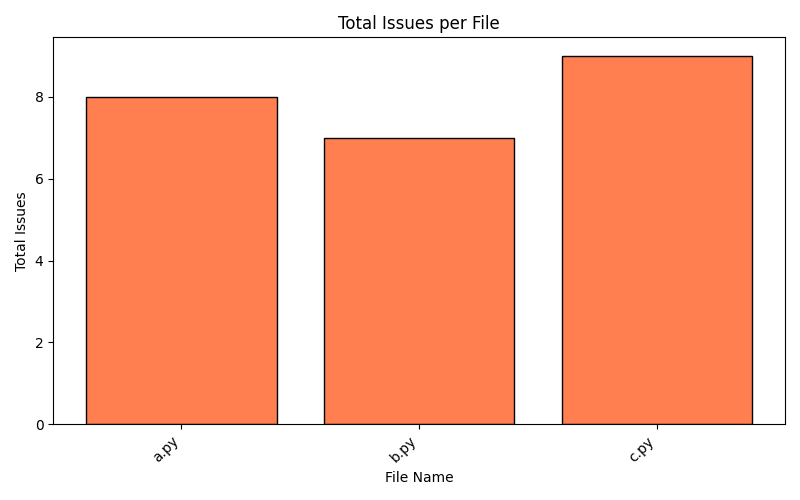 Total Issues per File
Total Issues
8
6
4
2
0
a.py
b.py
c.py
File Name